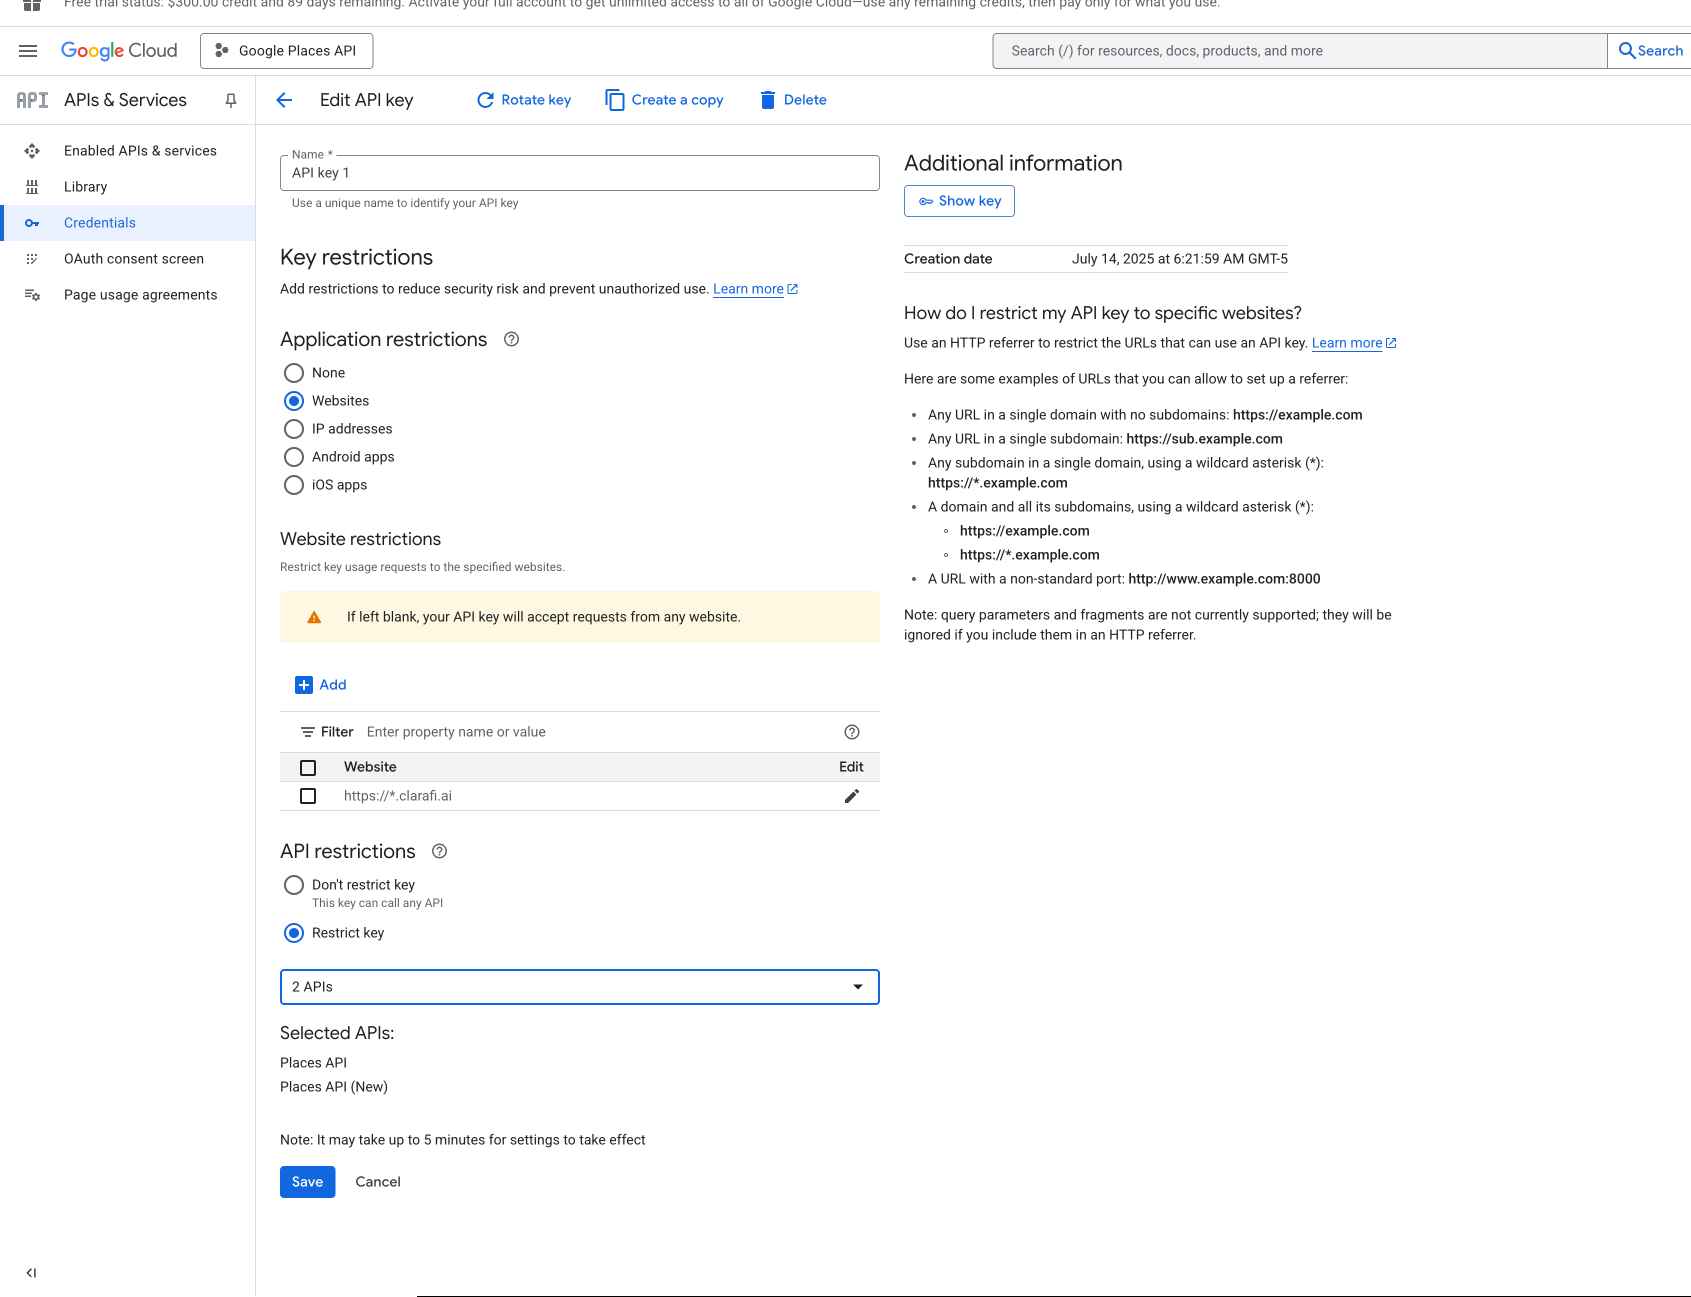 Free trial status: $300.00 credit and 89 days remaining. Activate your full account to get unlimited access to all of Google Cloud—use any remaining credits, then pay only for what you use.
Google Cloud
Google Places API
Search (/) for resources, docs, products, and more
Search
API APIs & Services
Edit API key
Rotate key
Create a copy
Delete
Enabled APIs & services
Library
Credentials
OAuth consent screen
Page usage agreements
Name *
API key 1
Use a unique name to identify your API key
Key restrictions
Add restrictions to reduce security risk and prevent unauthorized use. Learn more
Application restrictions
None
Websites
IP addresses
Android apps
iOS apps
Website restrictions
Restrict key usage requests to the specified websites.
If left blank, your API key will accept requests from any website.
Add
Filter Enter property name or value
Website Edit
https://*.clarafi.ai
API restrictions
Don't restrict key
This key can call any API
Restrict key
2 APIs
Selected APIs:
Places API
Places API (New)
Note: It may take up to 5 minutes for settings to take effect
Save Cancel
Additional information
Show key
Creation date July 14, 2025 at 6:21:59 AM GMT-5
How do I restrict my API key to specific websites?
Use an HTTP referrer to restrict the URLs that can use an API key. Learn more
Here are some examples of URLs that you can allow to set up a referrer:
• Any URL in a single domain with no subdomains: https://example.com
• Any URL in a single subdomain: https://sub.example.com
• Any subdomain in a single domain, using a wildcard asterisk (*):
https://*.example.com
• A domain and all its subdomains, using a wildcard asterisk (*):
◦ https://example.com
◦ https://*.example.com
• A URL with a non-standard port: http://www.example.com:8000
Note: query parameters and fragments are not currently supported; they will be
ignored if you include them in an HTTP referrer.